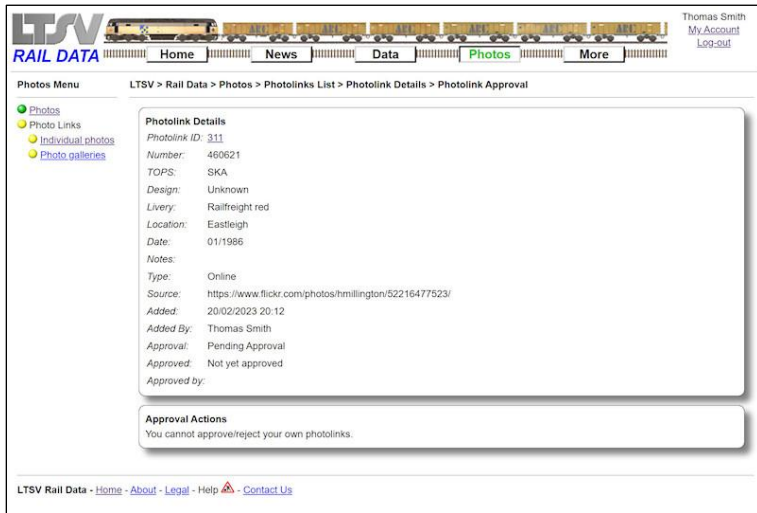 LTSV
RAIL DATA
Home News Data Photos More
Thomas Smith
My Account
Log-out
Photos Menu
Photos
Photo Links
Individual photos
Photo galleries
LTSV > Rail Data > Photos > Photolinks List > Photolink Details > Photolink Approval
Photolink Details
Photolink ID: 311
Number: 460621
TOPS: SKA
Design: Unknown
Livery: Railfreight red
Location: Eastleigh
Date: 01/1986
Notes:
Type: Online
Source: https://www.flickr.com/photos/hmillington/52216477523/
Added: 20/02/2023 20:12
Added By: Thomas Smith
Approval: Pending Approval
Approved: Not yet approved
Approved by:
Approval Actions
You cannot approve/reject your own photolinks.
LTSV Rail Data - Home - About - Legal - Help - Contact Us